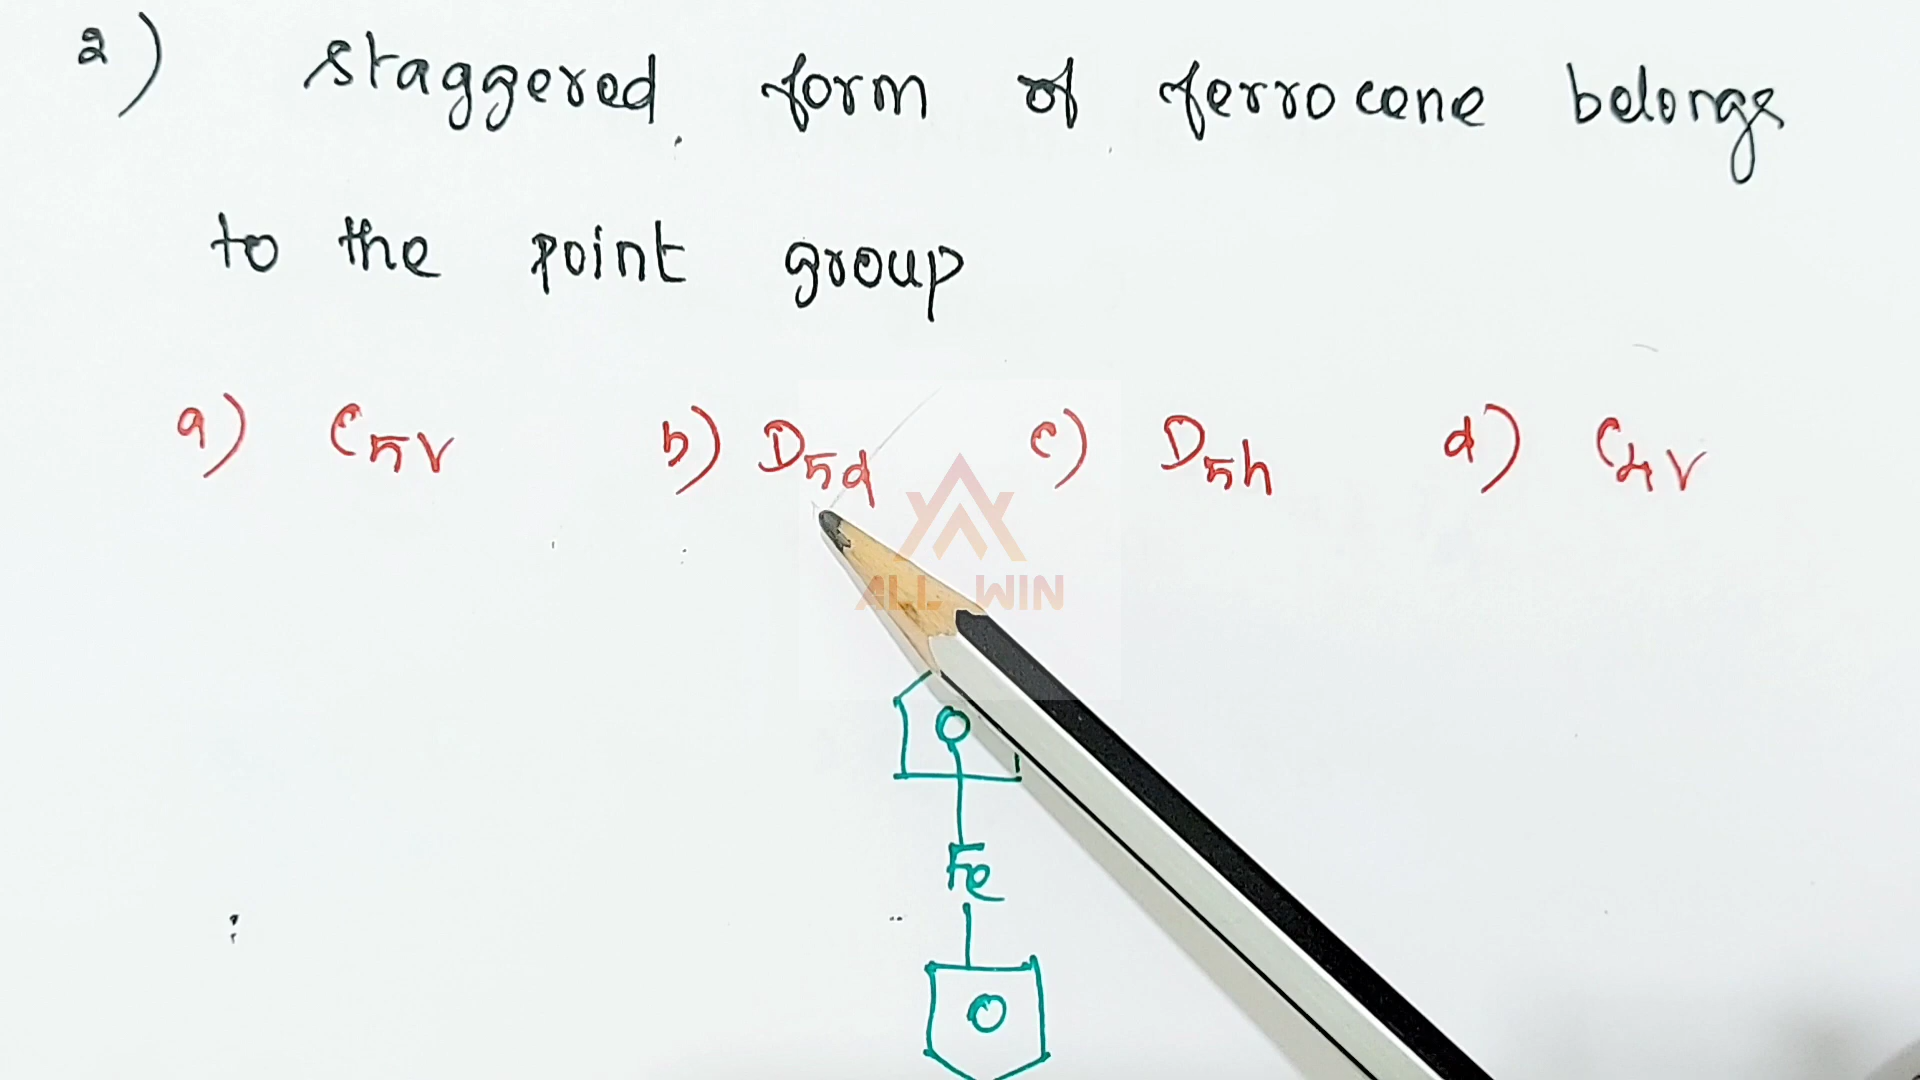 2) staggered form of ferrocene belongs
to the point group
a) C5v b) D5d c) D5h d) C4v
ALL WIN
Fe